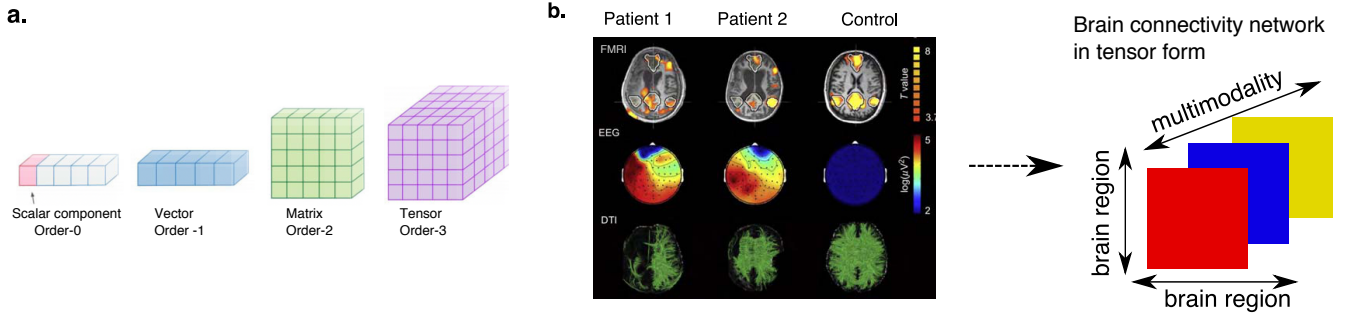 a.
Scalar component
Order-0
Vector
Order -1
Matrix
Order-2
Tensor
Order-3
b.
Patient 1
Patient 2
Control
FMRI
8
T value
3.7
EEG
5
log(μV²)
2
DTI
Brain connectivity network
in tensor form
multimodality
brain region
brain region